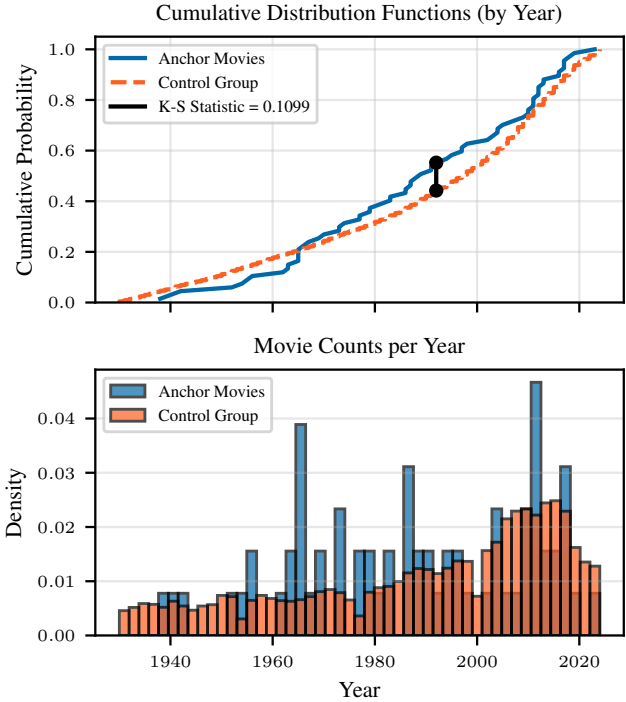 Cumulative Distribution Functions (by Year)
Cumulative Probability
1.0
0.8
0.6
0.4
0.2
0.0
Anchor Movies
Control Group
K-S Statistic = 0.1099
Movie Counts per Year
Density
0.04
0.03
0.02
0.01
0.00
Anchor Movies
Control Group
1940
1960
1980
2000
2020
Year